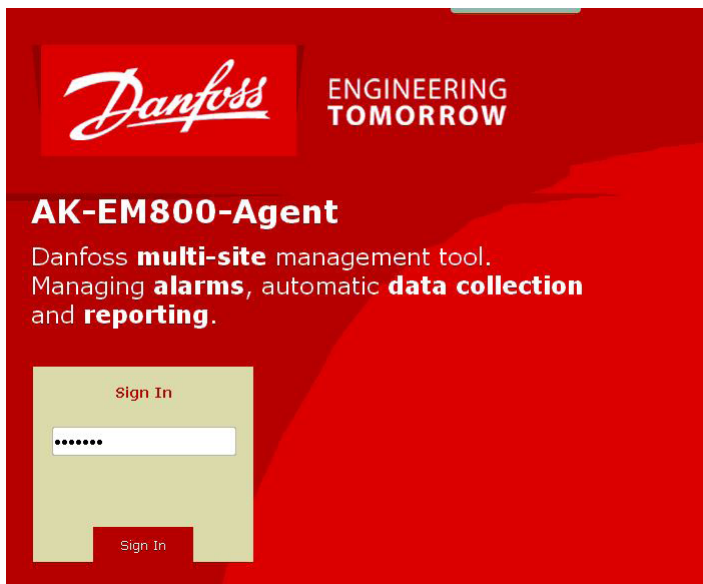 Danfoss
ENGINEERING
TOMORROW
AK-EM800-Agent
Danfoss multi-site management tool.
Managing alarms, automatic data collection
and reporting.
Sign In
•••••••
Sign In